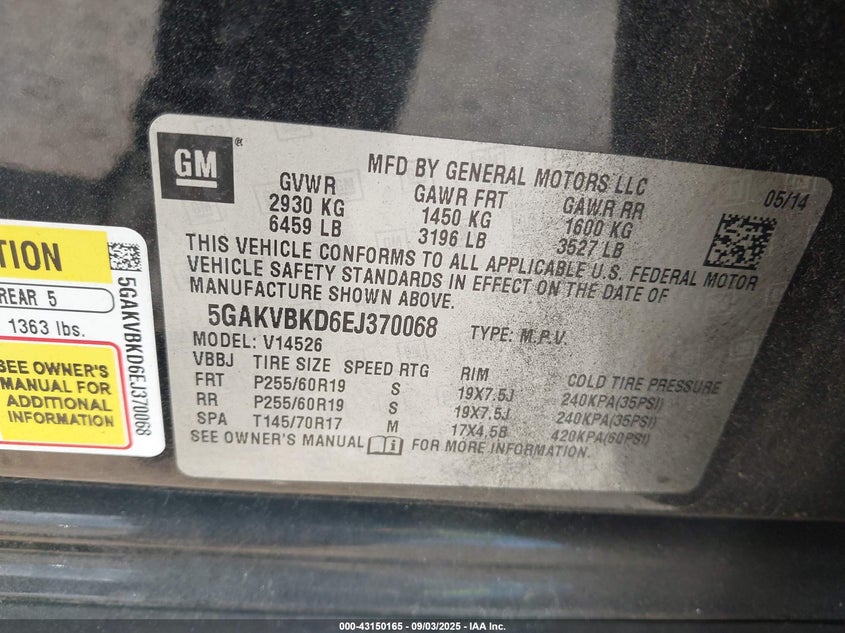 GM
®
MFD BY GENERAL MOTORS LLC
05/14
GVWR GAWR FRT GAWR RR
2930 KG 1450 KG 1600 KG
6459 LB 3196 LB 3527 LB
THIS VEHICLE CONFORMS TO ALL APPLICABLE U.S. FEDERAL MOTOR
VEHICLE SAFETY STANDARDS IN EFFECT ON THE DATE OF
MANUFACTURE SHOWN ABOVE.
5GAKVBKD6EJ370068 TYPE: M.P.V.
MODEL: V14526
VBBJ TIRE SIZE SPEED RTG RIM COLD TIRE PRESSURE
FRT P255/60R19 S 19X7.5J 240KPA(35PSI)
RR P255/60R19 S 19X7.5J 240KPA(35PSI)
SPA T145/70R17 M 17X4.5B 420KPA(60PSI)
SEE OWNER'S MANUAL i FOR MORE INFORMATION.
TION
REAR 5
1363 lbs.
SEE OWNER'S
MANUAL FOR
ADDITIONAL
INFORMATION
5GAKVBKD6EJ370068
000-43150165 - 09/03/2025 - IAA Inc.